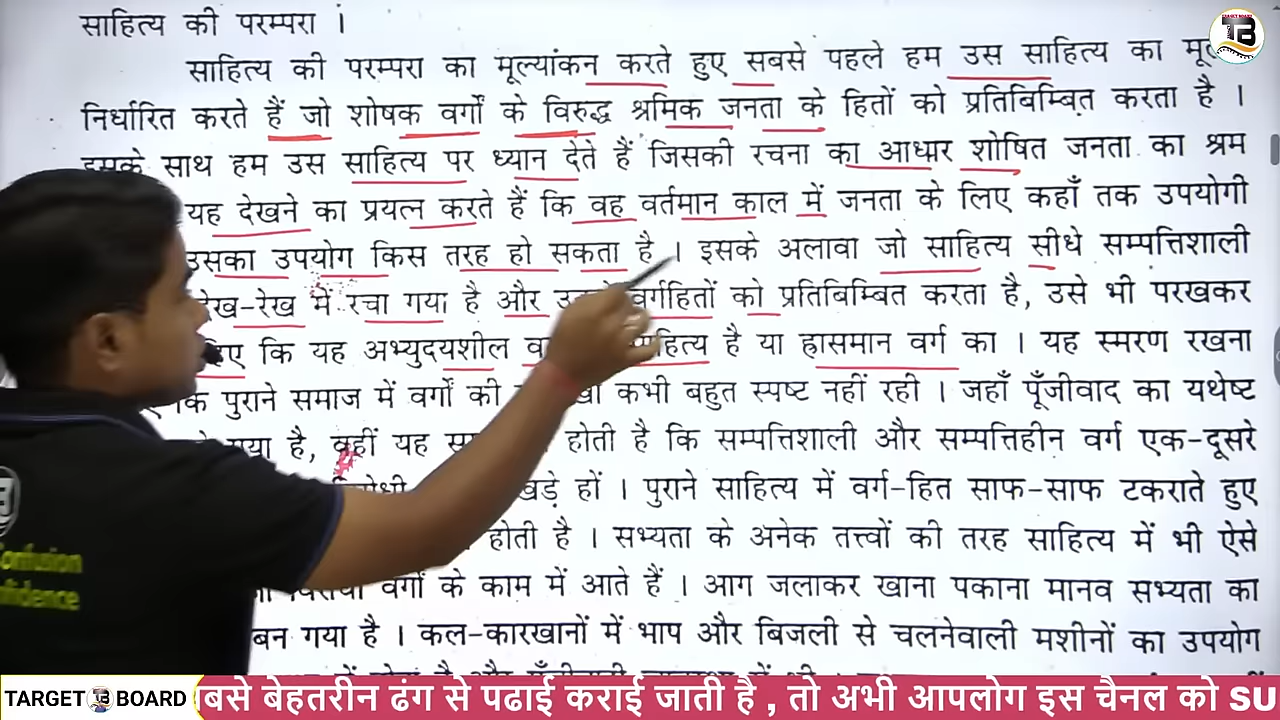 साहित्य की परम्परा ।
साहित्य की परम्परा का मूल्यांकन करते हुए सबसे पहले हम उस साहित्य का
निर्धारित करते हैं जो शोषक वर्गों के विरुद्ध श्रमिक जनता के हितों को प्रतिबिम्बित करता है ।
इसके साथ हम उस साहित्य पर ध्यान देते हैं जिसकी रचना का आधार शोषित जनता का श्रम
यह देखने का प्रयत्न करते हैं कि वह वर्तमान काल में जनता के लिए कहाँ तक उपयोगी
उसका उपयोग किस तरह हो सकता है । इसके अलावा जो साहित्य सीधे सम्पत्तिशाली
देख-रेख में रचा गया है और वर्गहितों को प्रतिबिम्बित करता है, उसे भी परखकर
कि यह अभ्युदयशील साहित्य है या ह्रासमान वर्ग का । यह स्मरण रखना
कि पुराने समाज में वर्गों की कभी बहुत स्पष्ट नहीं रही । जहाँ पूँजीवाद का यथेष्ट
गया है, वहीं यह होती है कि सम्पत्तिशाली और सम्पत्तिहीन वर्ग एक-दूसरे
खड़े हों । पुराने साहित्य में वर्ग-हित साफ-साफ टकराते हुए
होती है । सभ्यता के अनेक तत्त्वों की तरह साहित्य में भी ऐसे
वर्गों के काम में आते हैं । आग जलाकर खाना पकाना मानव सभ्यता का
बन गया है । कल-कारखानों में भाप और बिजली से चलनेवाली मशीनों का उपयोग
TARGET BOARD
TB
TARGET BOARD
बसे बेहतरीन ढंग से पढाई कराई जाती है , तो अभी आपलोग इस चैनल को SU